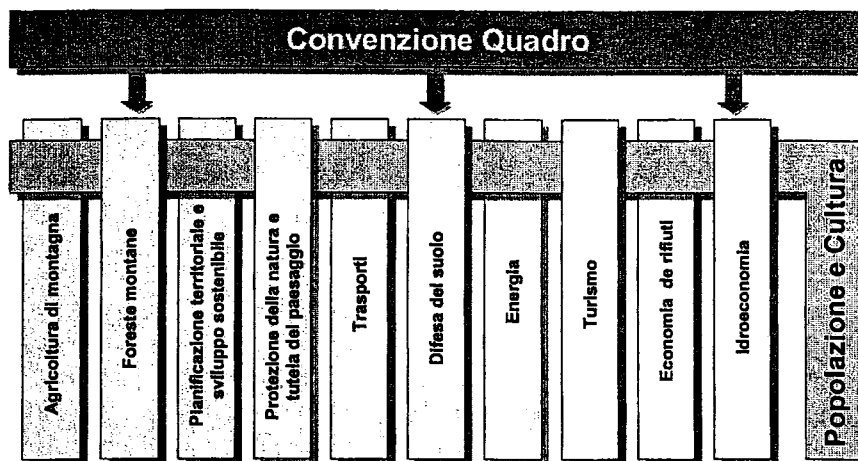 Convenzione Quadro
Agricoltura di montagna
Foreste montane
Planificazione territoriale e
sviluppo sostenibile
Protezione della natura e
tutela del paesaggio
Trasporti
Difesa del suolo
Energia
Turismo
Economia de rifiuti
Idroeconomia
Popolazione e Cultura